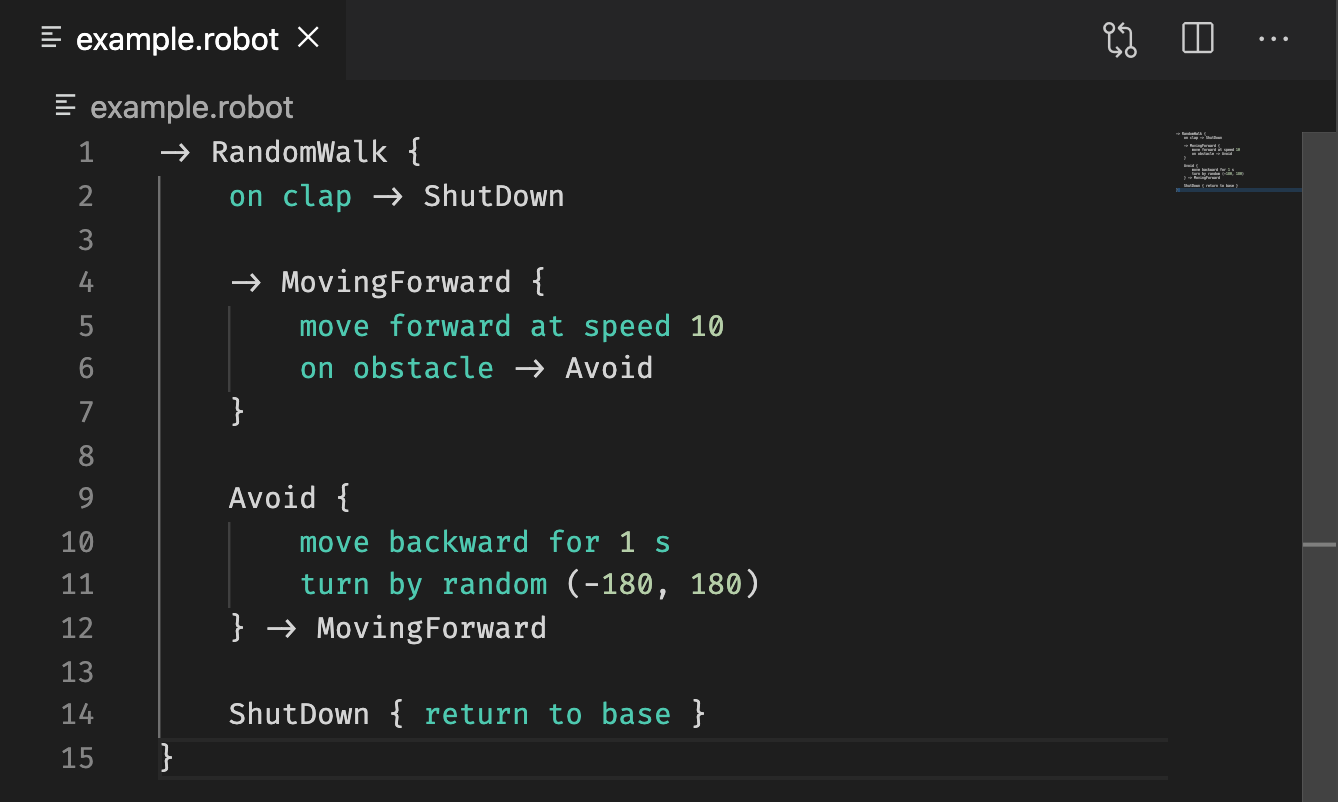 example.robot
example.robot
1 → RandomWalk {
2 on clap → ShutDown
3
4 → MovingForward {
5 move forward at speed 10
6 on obstacle → Avoid
7 }
8
9 Avoid {
10 move backward for 1 s
11 turn by random (-180, 180)
12 } → MovingForward
13
14 ShutDown { return to base }
15 }